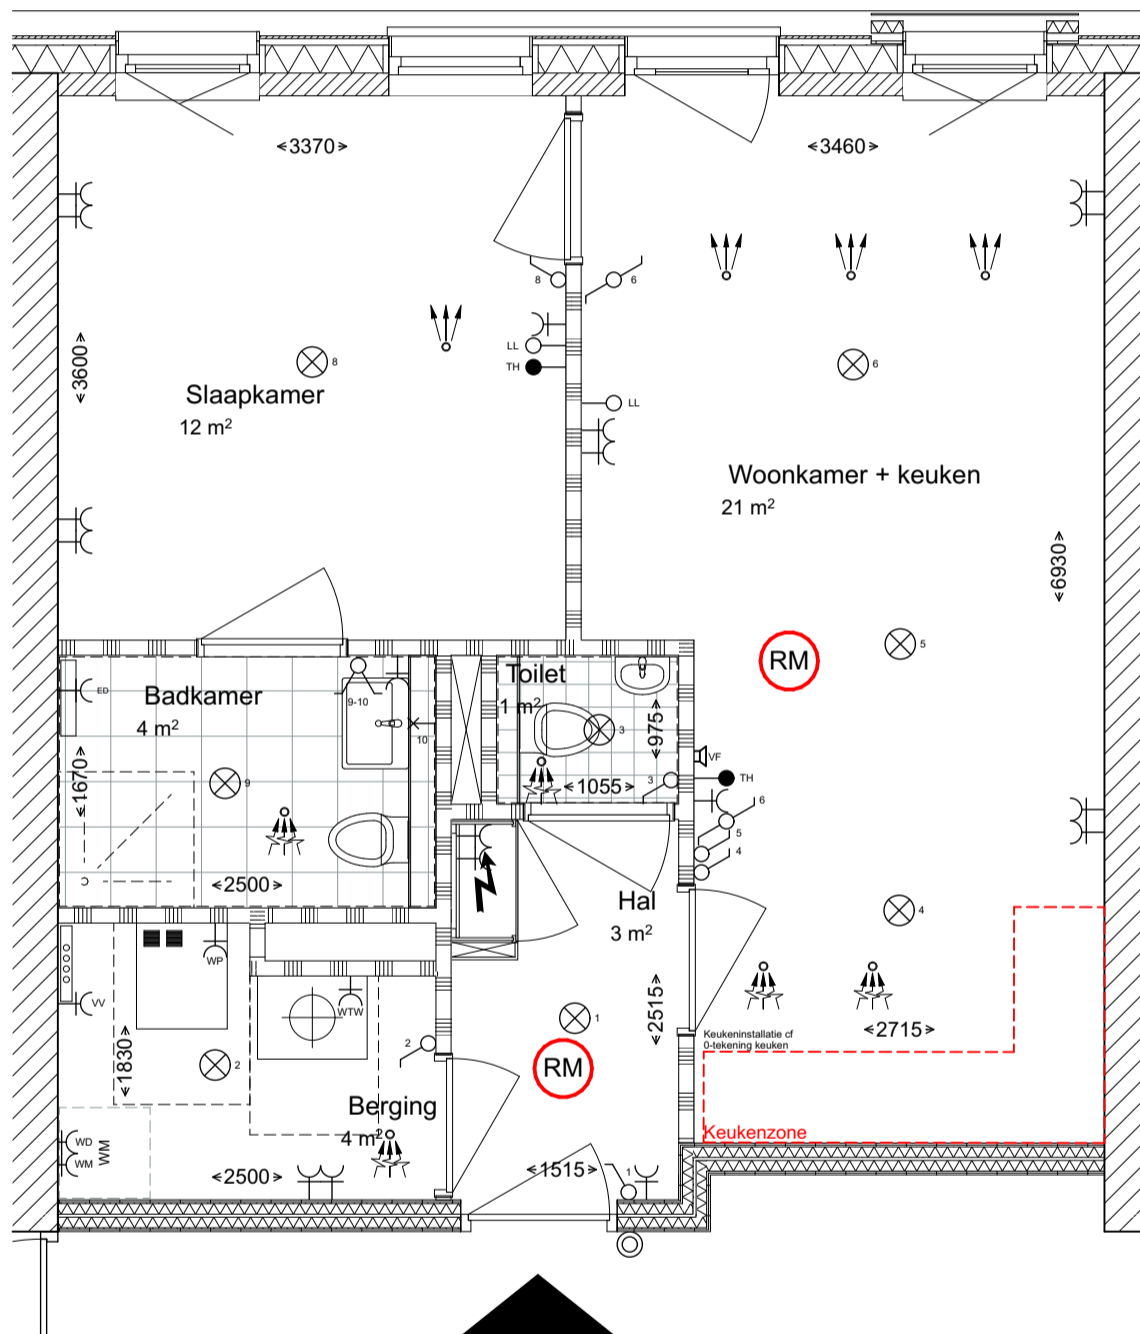 3370
3460
8
6
LL
TH
3600
8
6
LL
Slaapkamer
12 m²
Woonkamer + keuken
21 m²
6930
5
RM
Toilet
1 m²
ED
Badkamer
4 m²
9-10
10
3
975
VF
TH
1670
9
1055
3
6
5
4
2500
Hal
3 m²
4
WP
VV
WTW
2515
1
2715
Keukeninstallatie cf
0-tekening keuken
2
1830
2
RM
Berging
4 m²
Keukenzone
WD
WM
WM
2500
1515
1